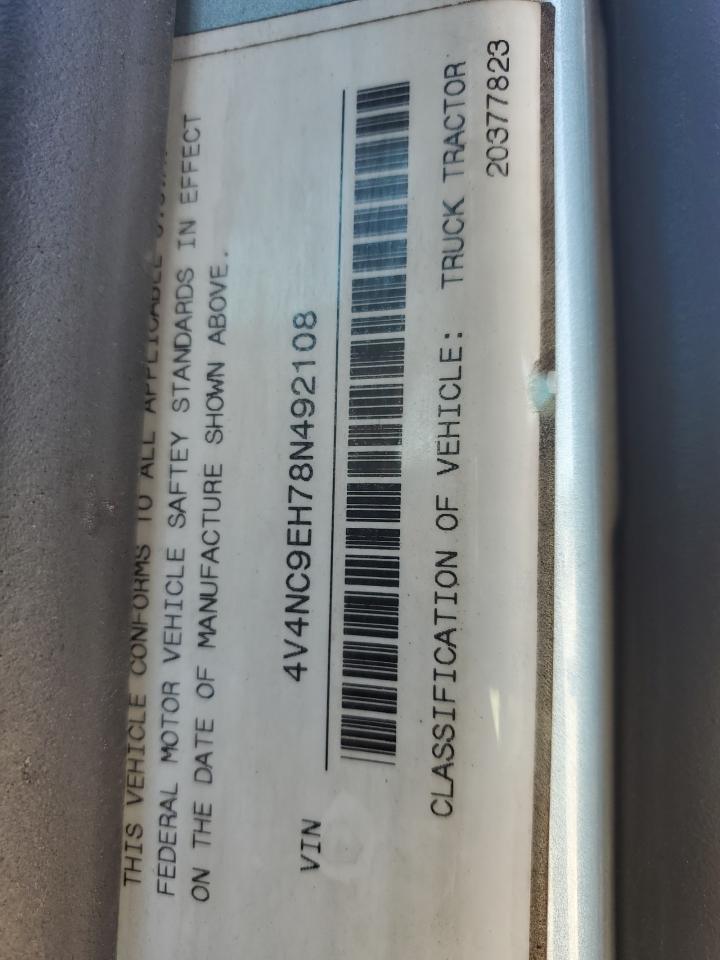 THIS VEHICLE CONFORMS TO ALL APPLICABLE
FEDERAL MOTOR VEHICLE SAFTEY STANDARDS IN EFFECT
ON THE DATE OF MANUFACTURE SHOWN ABOVE.
VIN 4V4NC9EH78N492108
CLASSIFICATION OF VEHICLE: TRUCK TRACTOR
20377823